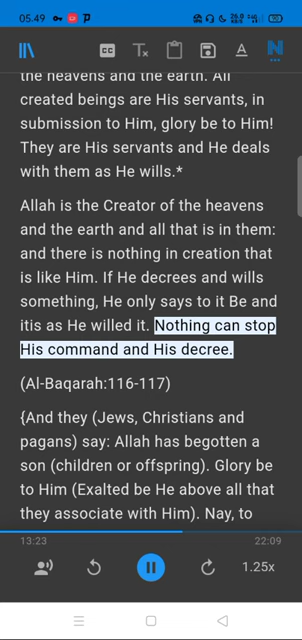 05.49
the heavens and the earth. All
created beings are His servants, in
submission to Him, glory be to Him!
They are His servants and He deals
with them as He wills.*
Allah is the Creator of the heavens
and the earth and all that is in them:
and there is nothing in creation that
is like Him. If He decrees and wills
something, He only says to it Be and
itis as He willed it. Nothing can stop
His command and His decree.
(Al-Baqarah:116-117)
{And they (Jews, Christians and
pagans) say: Allah has begotten a
son (children or offspring). Glory be
to Him (Exalted be He above all that
they associate with Him). Nay, to
13:23 22:09
1.25x